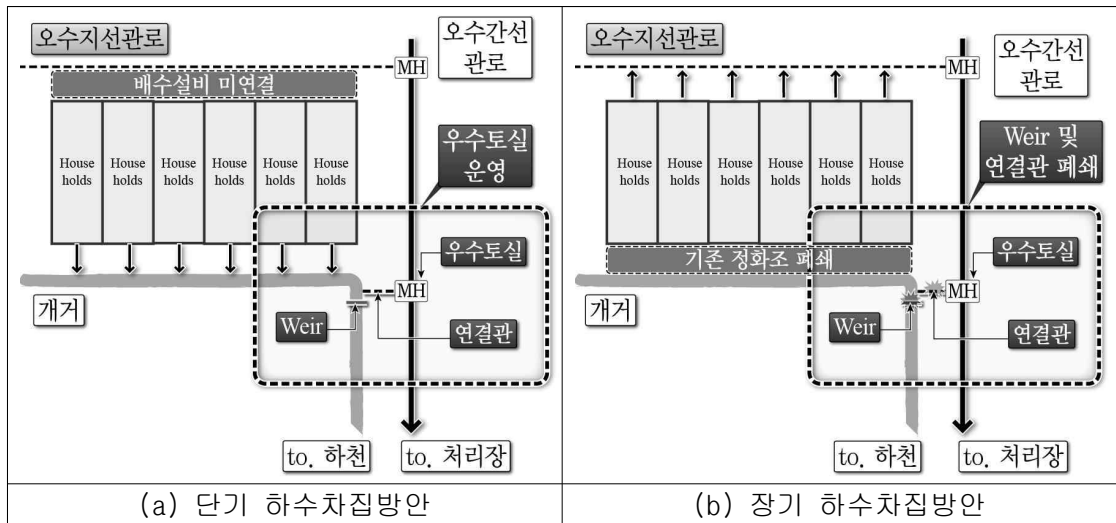 오수지선관로
오수간선
관로
MH
배수설비 미연결
House
holds
House
holds
House
holds
House
holds
House
holds
House
holds
우수토실
운영
우수토실
MH
개거
Weir
연결관
to. 하천
to. 처리장
(a) 단기 하수차집방안
오수지선관로
오수간선
관로
MH
House
holds
House
holds
House
holds
House
holds
House
holds
House
holds
Weir 및
연결관 폐쇄
기존 정화조 폐쇄
우수토실
MH
개거
Weir
연결관
to. 하천
to. 처리장
(b) 장기 하수차집방안